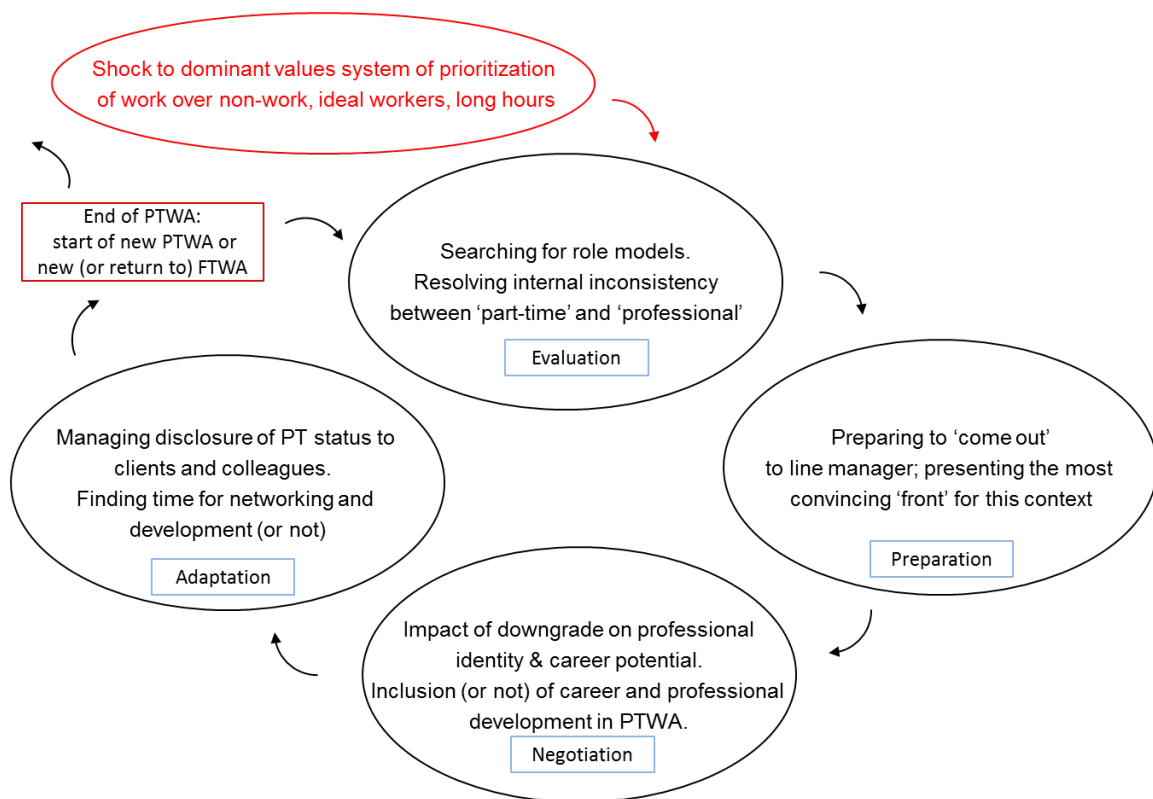 Shock to dominant values system of prioritization
of work over non-work, ideal workers, long hours
End of PTWA:
start of new PTWA or
new (or return to) FTWA
Searching for role models.
Resolving internal inconsistency
between ‘part-time’ and ‘professional’
Evaluation
Preparing to ‘come out’
to line manager; presenting the most
convincing ‘front’ for this context
Preparation
Impact of downgrade on professional
identity & career potential.
Inclusion (or not) of career and professional
development in PTWA.
Negotiation
Managing disclosure of PT status to
clients and colleagues.
Finding time for networking and
development (or not)
Adaptation